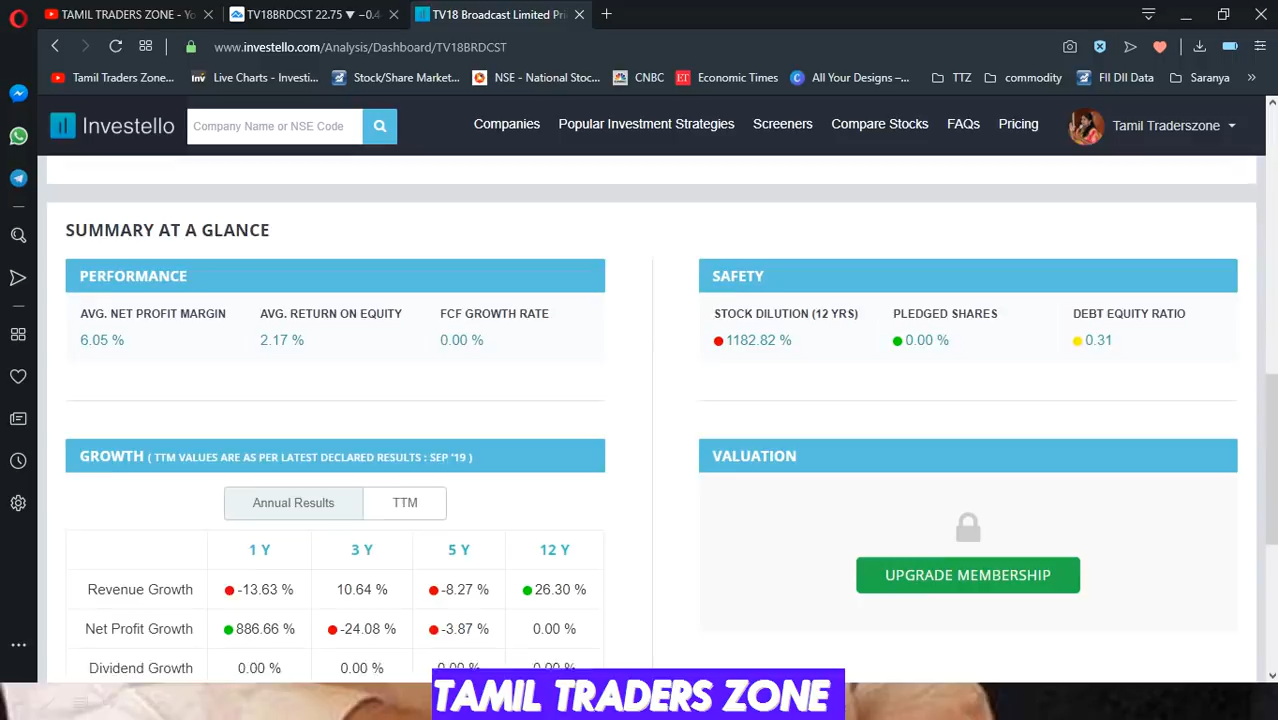 TAMIL TRADERS ZONE - Yo
TV18BRDCST 22.75 ▼ −0.4
TV18 Broadcast Limited Pri
www.investello.com/Analysis/Dashboard/TV18BRDCST
Tamil Traders Zone...
Live Charts - Investi...
Stock/Share Market...
NSE - National Stoc...
CNBC
ET Economic Times
All Your Designs –...
TTZ
commodity
FII DII Data
Saranya
Investello
Company Name or NSE Code
Companies
Popular Investment Strategies
Screeners
Compare Stocks
FAQs
Pricing
Tamil Traderszone
SUMMARY AT A GLANCE
PERFORMANCE
AVG. NET PROFIT MARGIN AVG. RETURN ON EQUITY FCF GROWTH RATE
6.05 % 2.17 % 0.00 %
SAFETY
STOCK DILUTION (12 YRS) PLEDGED SHARES DEBT EQUITY RATIO
1182.82 % 0.00 % 0.31
GROWTH ( TTM VALUES ARE AS PER LATEST DECLARED RESULTS : SEP '19 )
Annual Results TTM
1 Y 3 Y 5 Y 12 Y
Revenue Growth -13.63 % 10.64 % -8.27 % 26.30 %
Net Profit Growth 886.66 % -24.08 % -3.87 % 0.00 %
Dividend Growth 0.00 % 0.00 % 0.00 % 0.00 %
VALUATION
UPGRADE MEMBERSHIP
TAMIL TRADERS ZONE